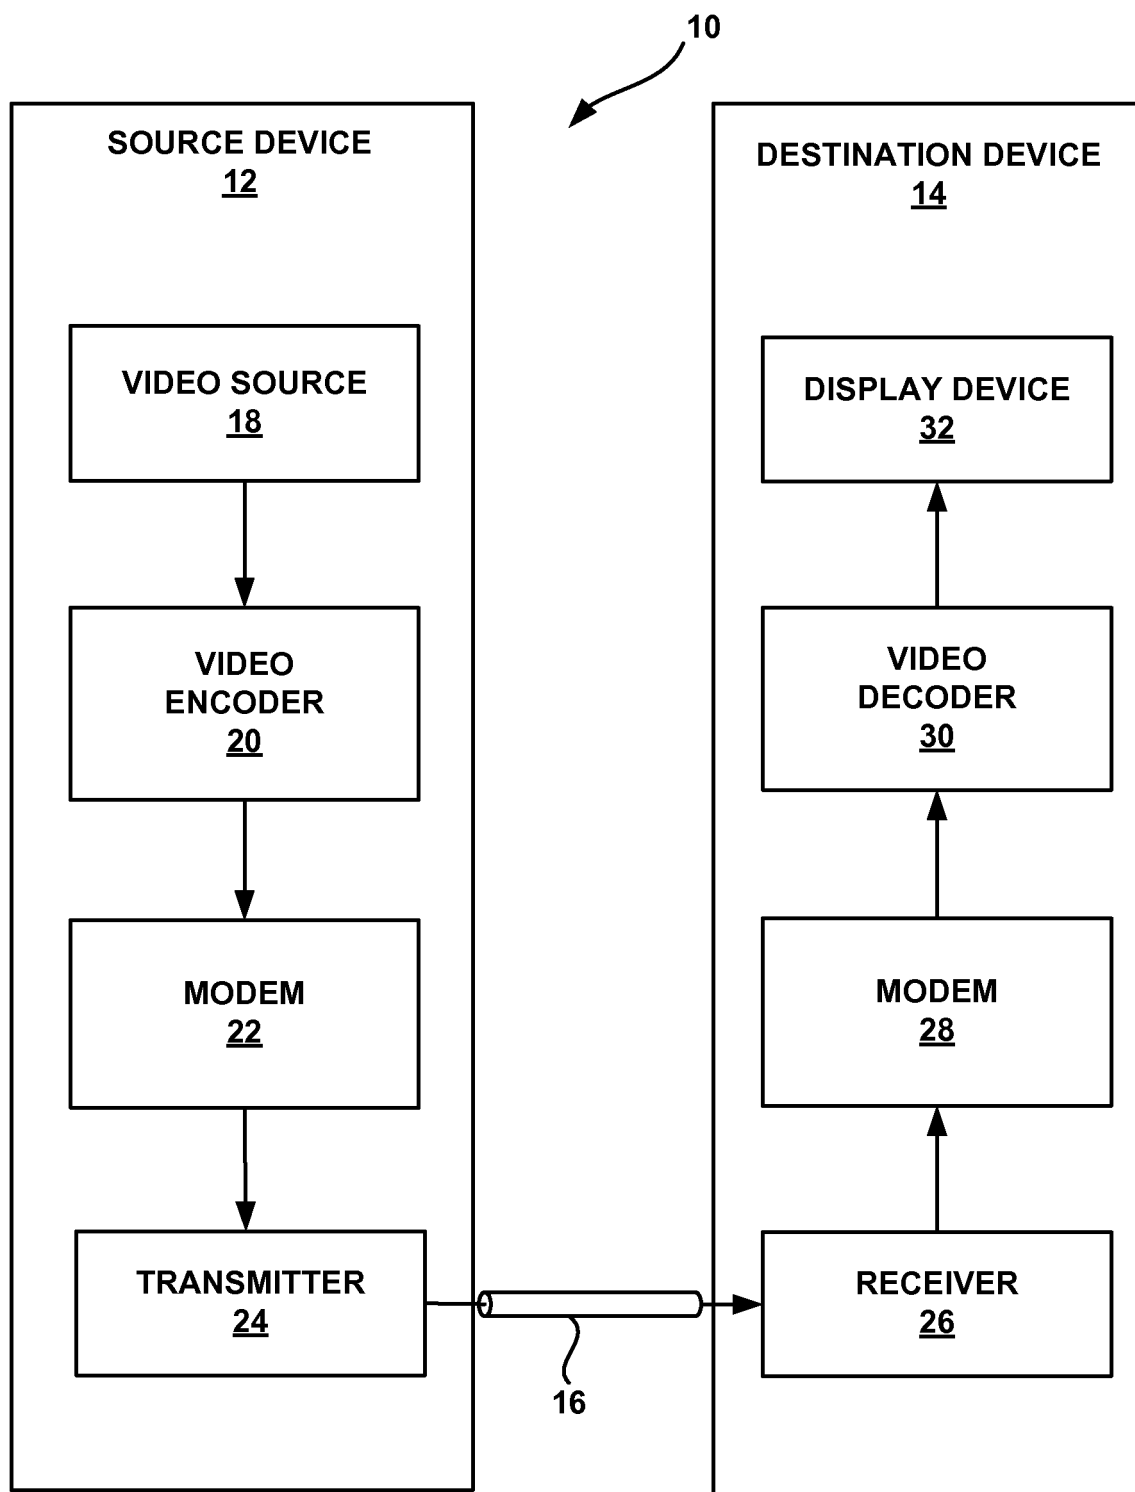 10
SOURCE DEVICE
12
VIDEO SOURCE
18
VIDEO
ENCODER
20
MODEM
22
TRANSMITTER
24
16
DESTINATION DEVICE
14
DISPLAY DEVICE
32
VIDEO
DECODER
30
MODEM
28
RECEIVER
26